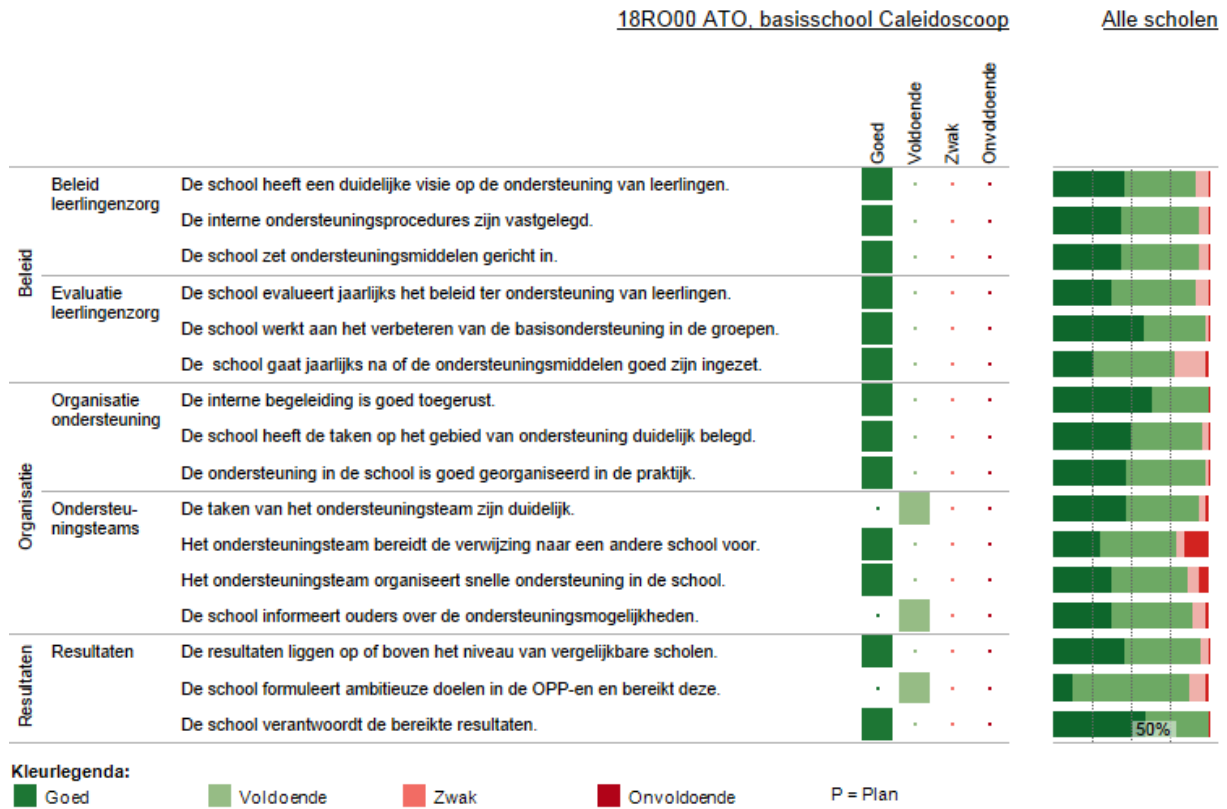 18RO00 ATO, basisschool Caleidoscoop
Alle scholen
Goed
Voldoende
Zwak
Onvoldoende
Beleid
Beleid
leerlingenzorg
De school heeft een duidelijke visie op de ondersteuning van leerlingen.
De interne ondersteuningsprocedures zijn vastgelegd.
De school zet ondersteuningsmiddelen gericht in.
Evaluatie
leerlingenzorg
De school evalueert jaarlijks het beleid ter ondersteuning van leerlingen.
De school werkt aan het verbeteren van de basisondersteuning in de groepen.
De school gaat jaarlijks na of de ondersteuningsmiddelen goed zijn ingezet.
Organisatie
Organisatie
ondersteuning
De interne begeleiding is goed toegerust.
De school heeft de taken op het gebied van ondersteuning duidelijk belegd.
De ondersteuning in de school is goed georganiseerd in de praktijk.
Ondersteu-
ningsteams
De taken van het ondersteuningsteam zijn duidelijk.
Het ondersteuningsteam bereidt de verwijzing naar een andere school voor.
Het ondersteuningsteam organiseert snelle ondersteuning in de school.
De school informeert ouders over de ondersteuningsmogelijkheden.
Resultaten
Resultaten
De resultaten liggen op of boven het niveau van vergelijkbare scholen.
De school formuleert ambitieuze doelen in de OPP-en en bereikt deze.
De school verantwoordt de bereikte resultaten.
50%
Kleurlegenda:
Goed
Voldoende
Zwak
Onvoldoende
P = Plan